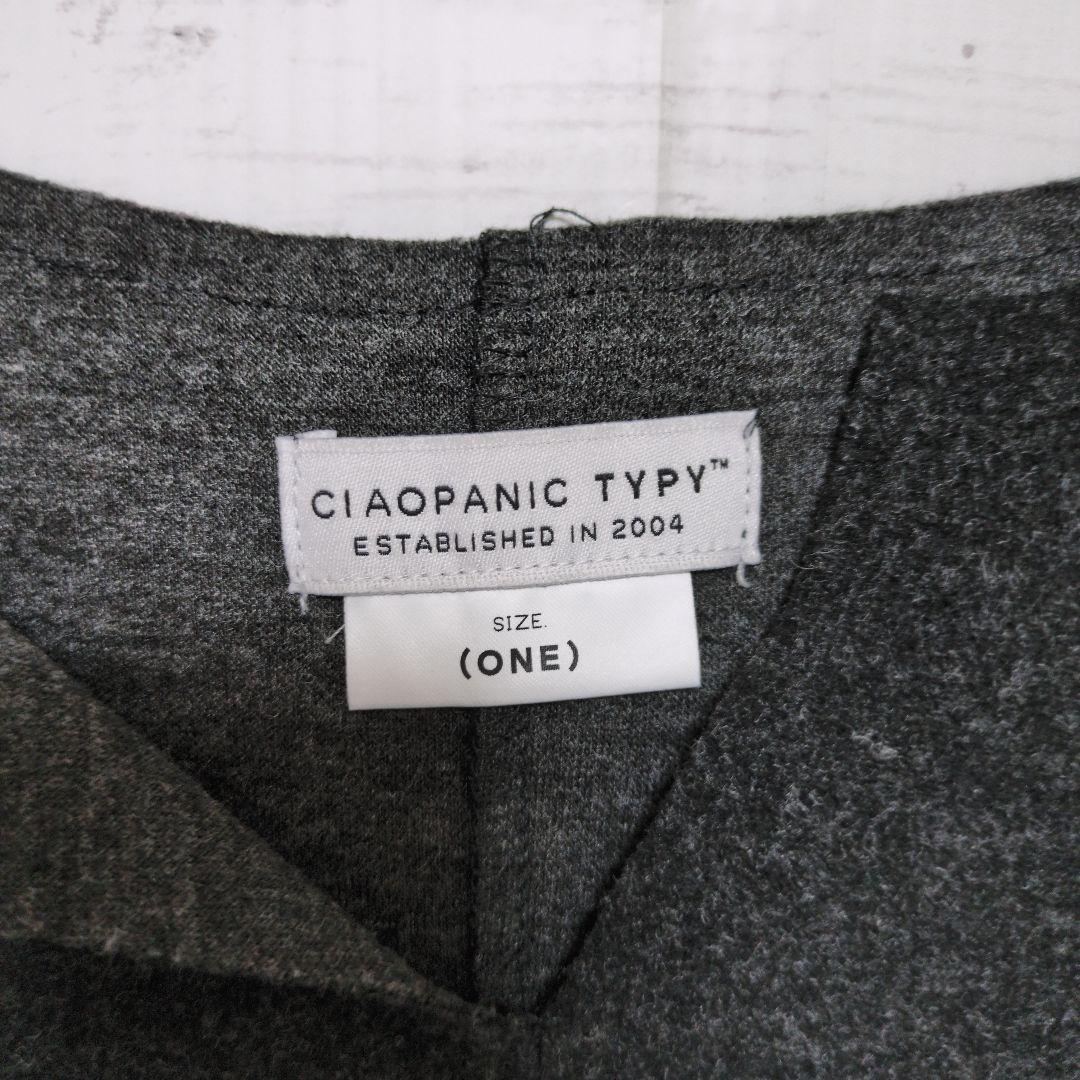 CIAOPANIC TYPY™
ESTABLISHED IN 2004
SIZE.
(ONE)